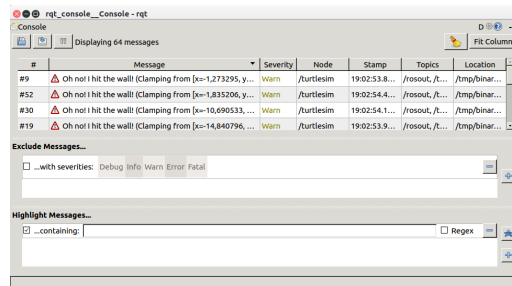 rqt_console__Console - rqt
Console D -
Displaying 64 messages Fit Column
# Message Severity Node Stamp Topics Location
#9 Oh no! I hit the wall! (Clamping from [x=-1,273295, y... Warn /turtlesim 19:02:53.8... /rosout, /t... /tmp/binar...
#52 Oh no! I hit the wall! (Clamping from [x=-1,835206, y... Warn /turtlesim 19:02:54.4... /rosout, /t... /tmp/binar...
#30 Oh no! I hit the wall! (Clamping from [x=-10,690533, ... Warn /turtlesim 19:02:54.1... /rosout, /t... /tmp/binar...
#19 Oh no! I hit the wall! (Clamping from [x=-14,840796, ... Warn /turtlesim 19:02:53.9... /rosout, /t... /tmp/binar...
Exclude Messages...
...with severities: Debug Info Warn Error Fatal
Highlight Messages...
...containing: Regex